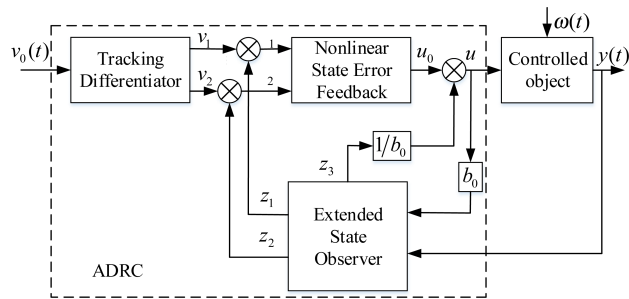 ω(t)
v₀(t)
Tracking
Differentiator
v₁
v₂
1
2
Nonlinear
State Error
Feedback
u₀
u
Controlled
object
y(t)
z₃
1/b₀
b₀
z₁
z₂
Extended
State
Observer
ADRC